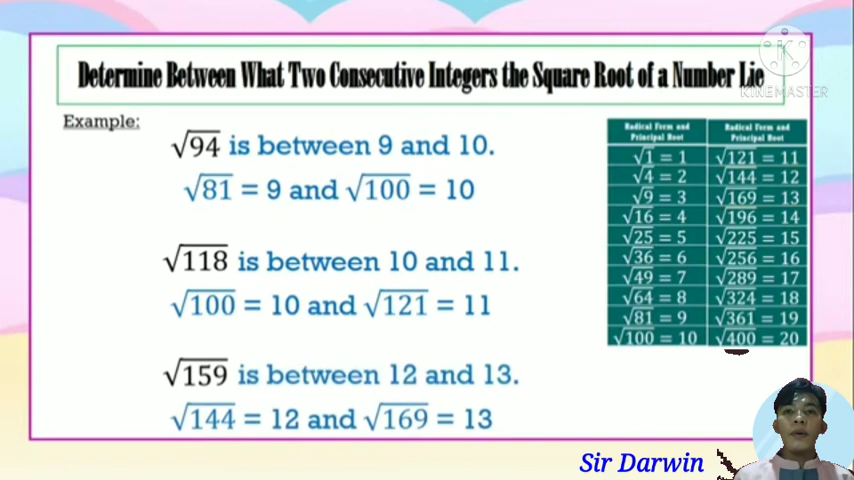 Determine Between What Two Consecutive Integers the Square Root of a Number Lie
K
KINEMASTER
Example:
√94 is between 9 and 10.
√81 = 9 and √100 = 10
√118 is between 10 and 11.
√100 = 10 and √121 = 11
√159 is between 12 and 13.
√144 = 12 and √169 = 13
Radical Form and Principal Root
Radical Form and Principal Root
√1 = 1 √121 = 11
√4 = 2 √144 = 12
√9 = 3 √169 = 13
√16 = 4 √196 = 14
√25 = 5 √225 = 15
√36 = 6 √256 = 16
√49 = 7 √289 = 17
√64 = 8 √324 = 18
√81 = 9 √361 = 19
√100 = 10 √400 = 20
Sir Darwin